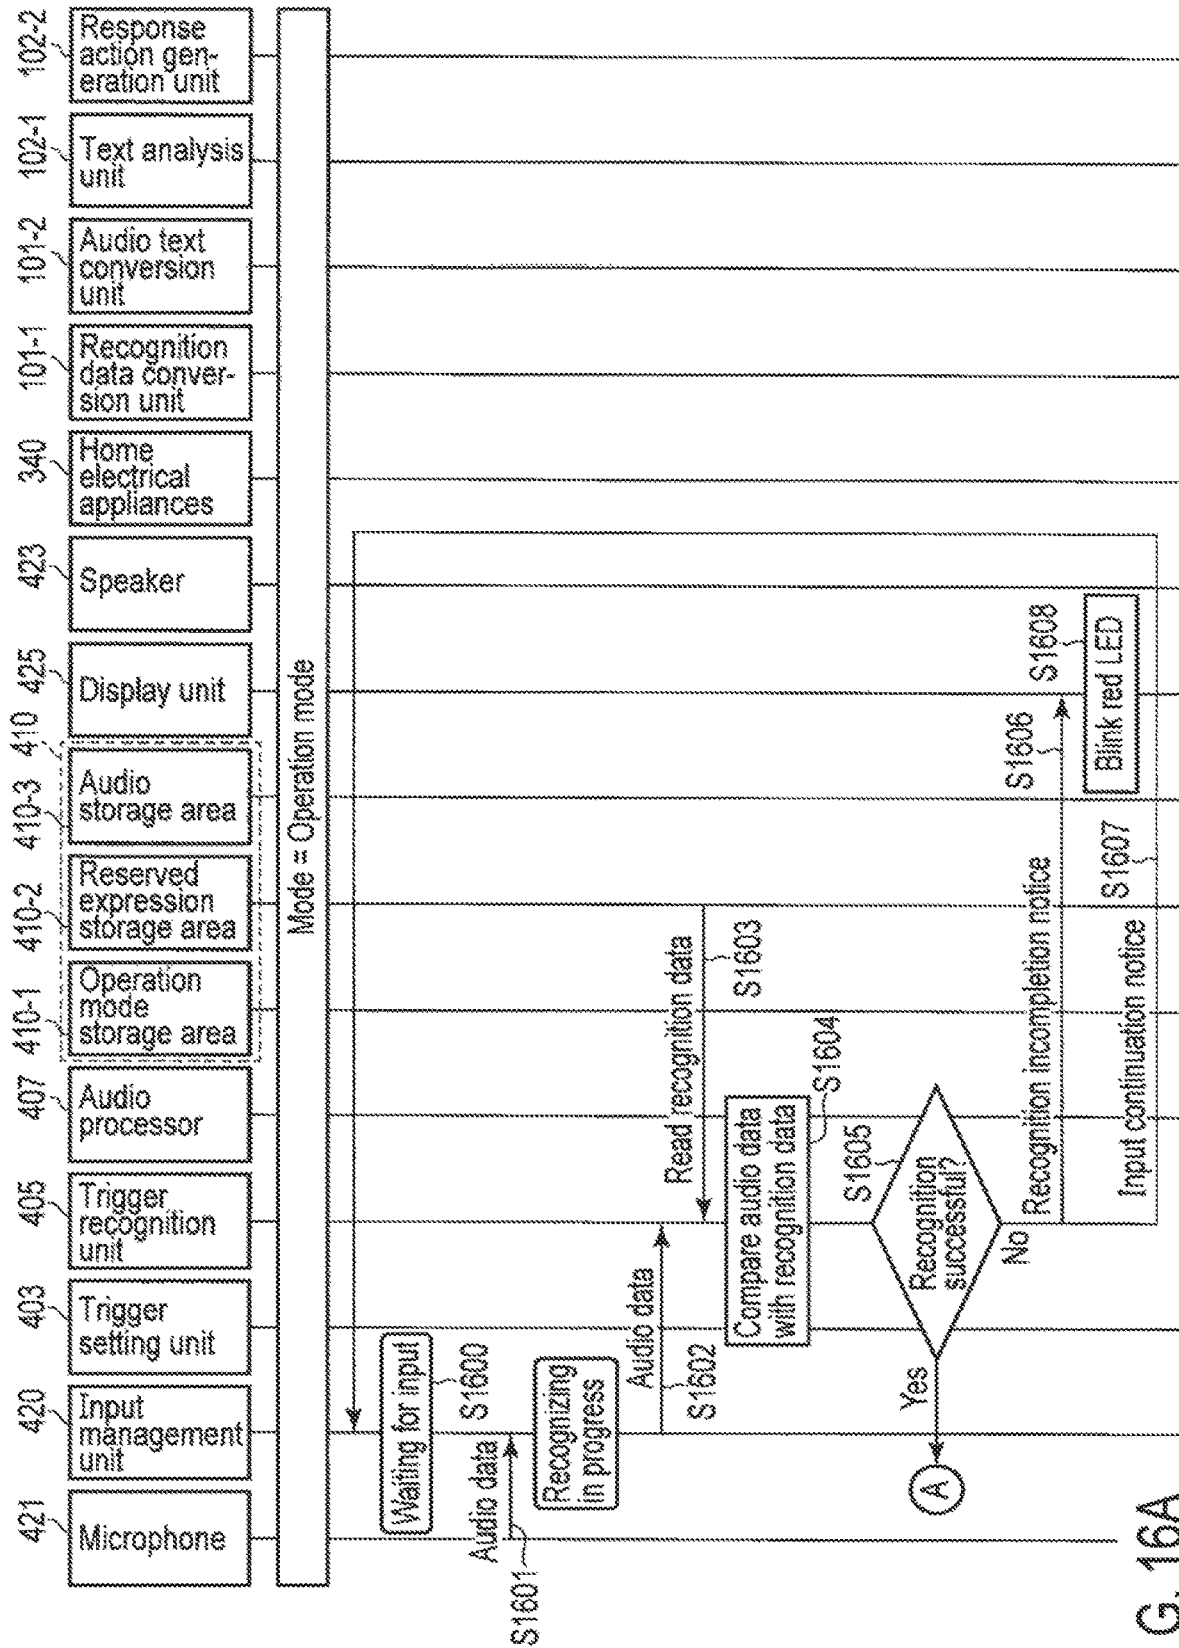 421
Microphone
420
Input
management
unit
403
Trigger
setting unit
405
Trigger
recognition
unit
407
Audio
processor
410-1
Operation
mode
storage area
410-2
Reserved
expression
storage area
410-3
410
Audio
storage area
425
Display unit
423
Speaker
340
Home
electrical
appliances
101-1
Recognition
data conver-
sion unit
101-2
Audio text
conversion
unit
102-1
Text analysis
unit
102-2
Response
action gen-
eration unit
Mode = Operation mode
Waiting for input
S1600
Audio data
S1601
Recognizing
in progress
Audio data
S1602
Read recognition data
S1603
Compare audio data
with recognition data
S1604
S1605
Recognition
successful?
Yes
A
No
Recognition incompletion notice
S1606
S1608
Blink red LED
Input continuation notice
S1607
G. 16A